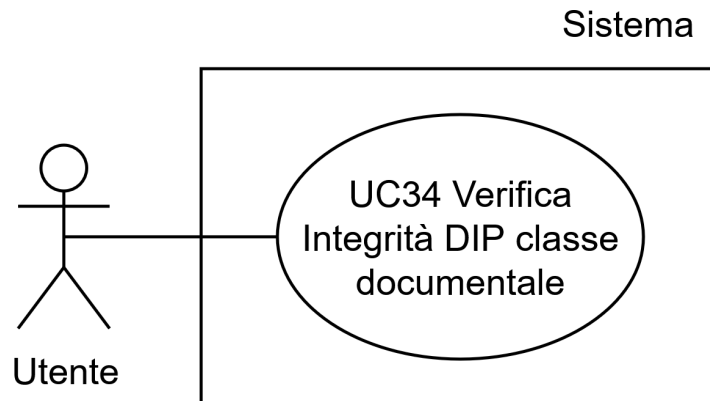 Sistema
UC34 Verifica
Integrità DIP classe
documentale
Utente